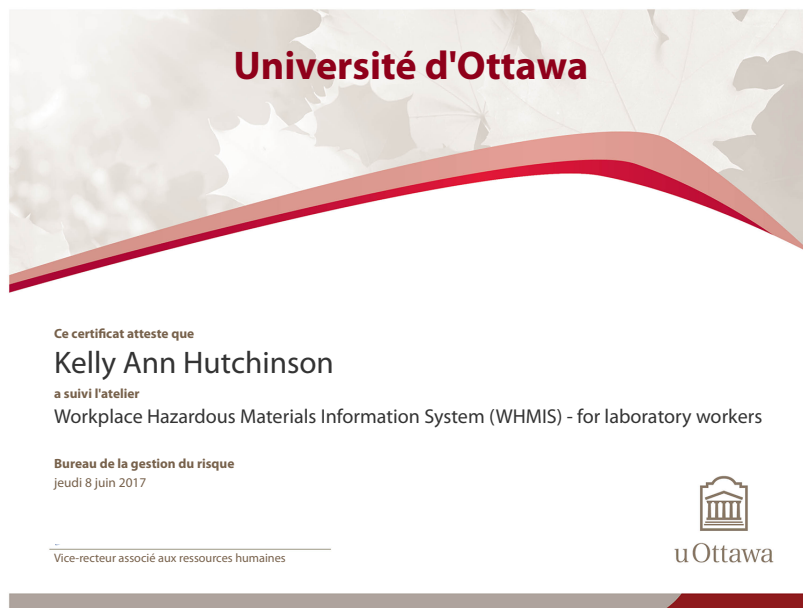 Université d'Ottawa
Ce certificat atteste que
Kelly Ann Hutchinson
a suivi l'atelier
Workplace Hazardous Materials Information System (WHMIS) - for laboratory workers
Bureau de la gestion du risque
jeudi 8 juin 2017
Vice-recteur associé aux ressources humaines
uOttawa